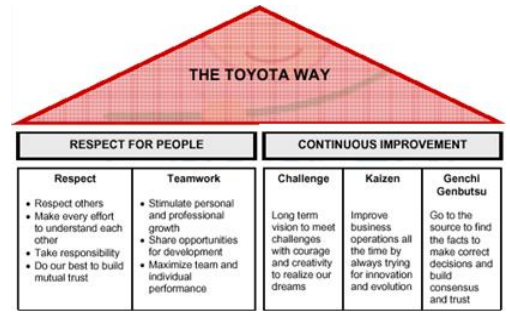 THE TOYOTA WAY
RESPECT FOR PEOPLE
CONTINUOUS IMPROVEMENT
Respect
• Respect others
• Make every effort
to understand each
other
• Take responsibility
• Do our best to build
mutual trust
Teamwork
• Stimulate personal
and professional
growth
• Share opportunities
for development
• Maximize team and
individual
performance
Challenge
Long term
vision to meet
challenges
with courage
and creativity
to realize our
dreams
Kaizen
Improve
business
operations all
the time by
always trying
for innovation
and evolution
Genchi
Genbutsu
Go to the
source to find
the facts to
make correct
decisions and
build
consensus
and trust